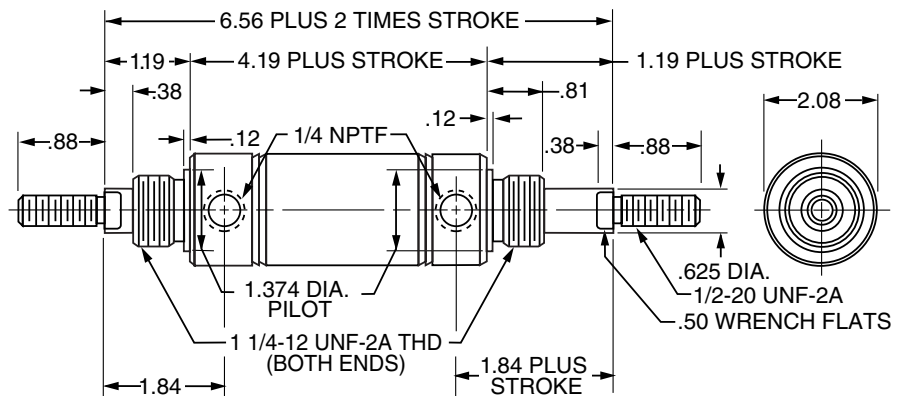 6.56 PLUS 2 TIMES STROKE
1.19
4.19 PLUS STROKE
1.19 PLUS STROKE
.38
.81
2.08
.88
.12
1/4 NPTF
.12
.38
.88
1.374 DIA.
PILOT
.625 DIA.
1/2-20 UNF-2A
.50 WRENCH FLATS
1 1/4-12 UNF-2A THD
(BOTH ENDS)
1.84
1.84 PLUS
STROKE